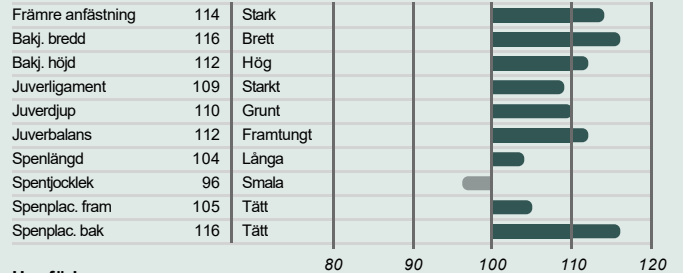 Främre anfästning 114 Stark
Bakj. bredd 116 Brett
Bakj. höjd 112 Hög
Juverligament 109 Starkt
Juverdjup 110 Grunt
Juverbalans 112 Framtungt
Spenlängd 104 Långa
Spentjocklek 96 Smala
Spenplac. fram 105 Tätt
Spenplac. bak 116 Tätt
80 90 100 110 120